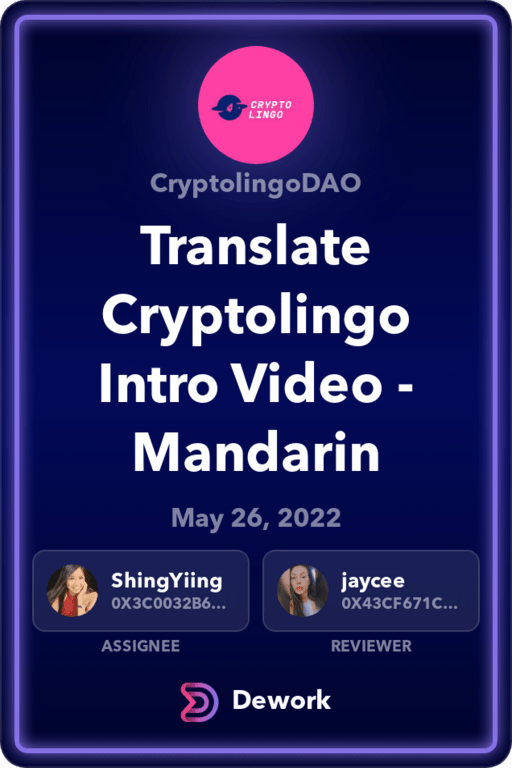 CRYPTO
LINGO
CryptolingoDAO
Translate
Cryptolingo
Intro Video -
Mandarin
May 26, 2022
ShingYiing
0X3C0032B6...
jaycee
0X43CF671C...
ASSIGNEE
REVIEWER
Dework